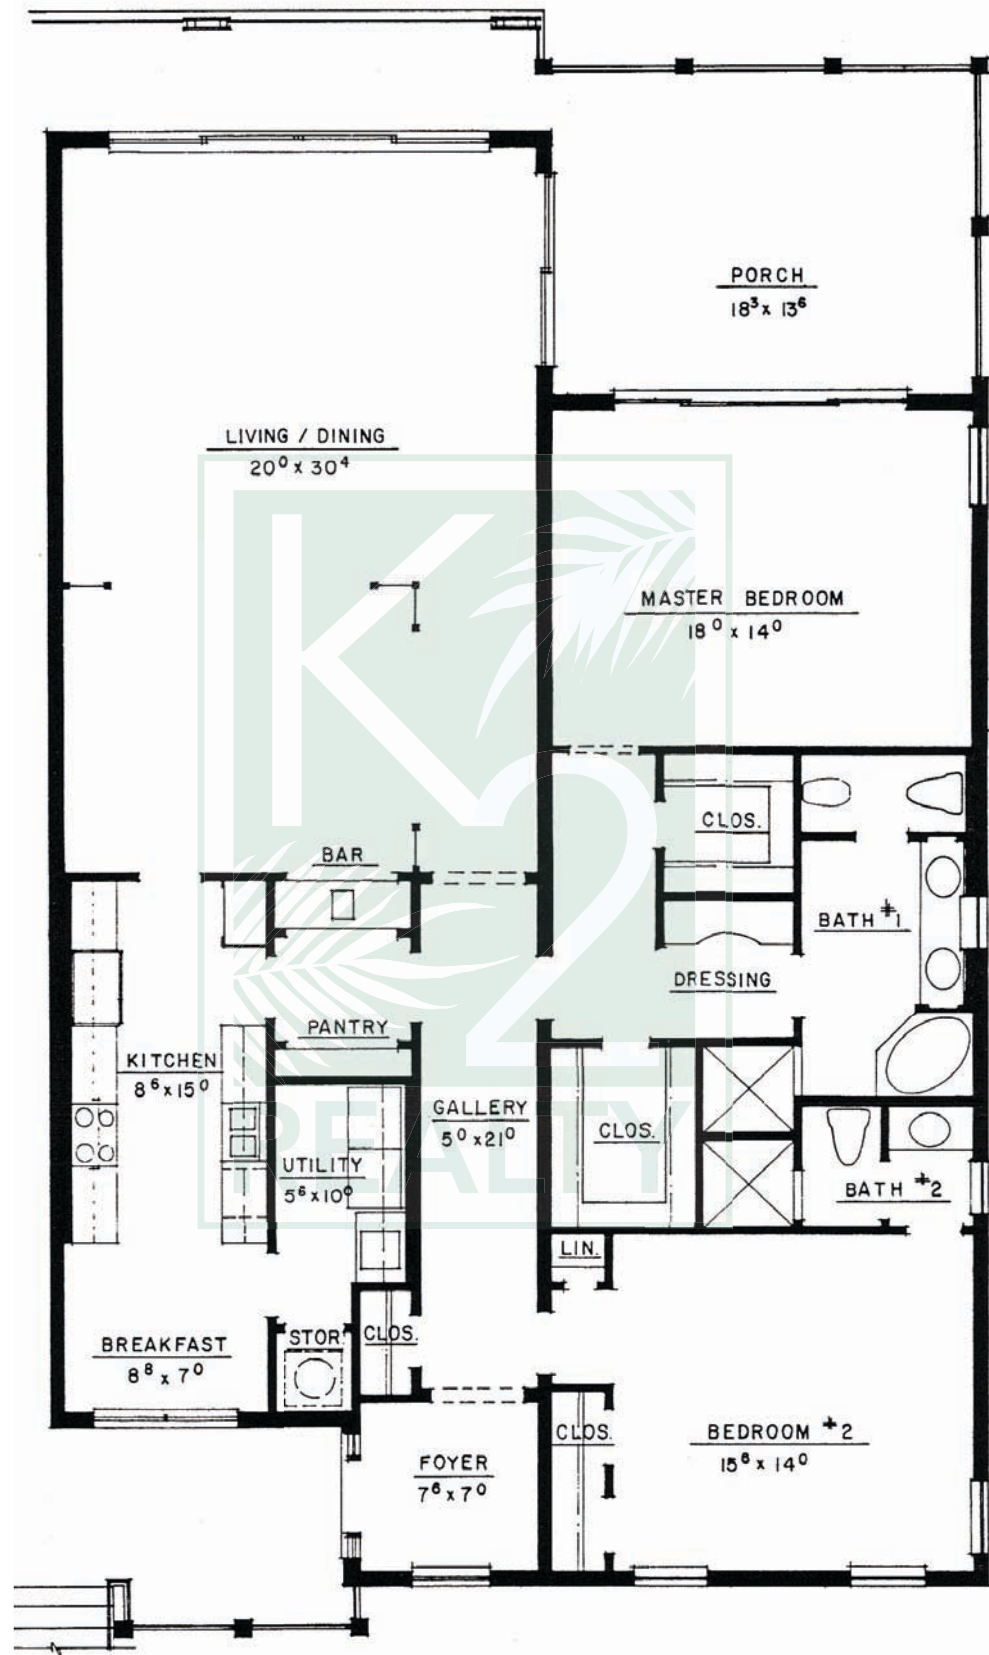 PORCH
18³ x 13⁶
LIVING / DINING
20⁰ x 30⁴
MASTER BEDROOM
18⁰ x 14⁰
CLOS.
BAR
BATH #1
DRESSING
PANTRY
KITCHEN
8⁶ x 15⁰
GALLERY
5⁰ x 21⁰
CLOS.
UTILITY
5⁶ x 10⁰
BATH #2
LIN.
BREAKFAST
8⁸ x 7⁰
STOR.
CLOS.
CLOS.
BEDROOM #2
15⁶ x 14⁰
FOYER
7⁶ x 7⁰
K2
REALTY